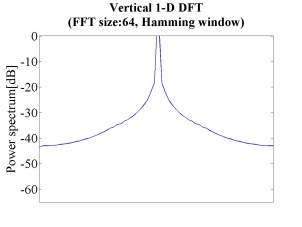 Vertical 1-D DFT
(FFT size:64, Hamming window)
Power spectrum[dB]
0
-10
-20
-30
-40
-50
-60